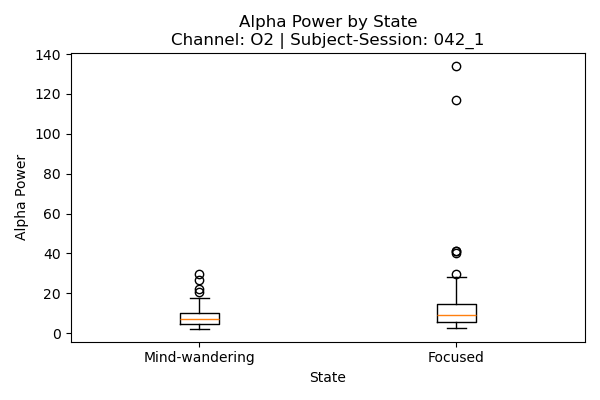 Alpha Power by State
Channel: O2 | Subject-Session: 042_1
140
120
100
80
60
40
20
0
Alpha Power
Mind-wandering
Focused
State